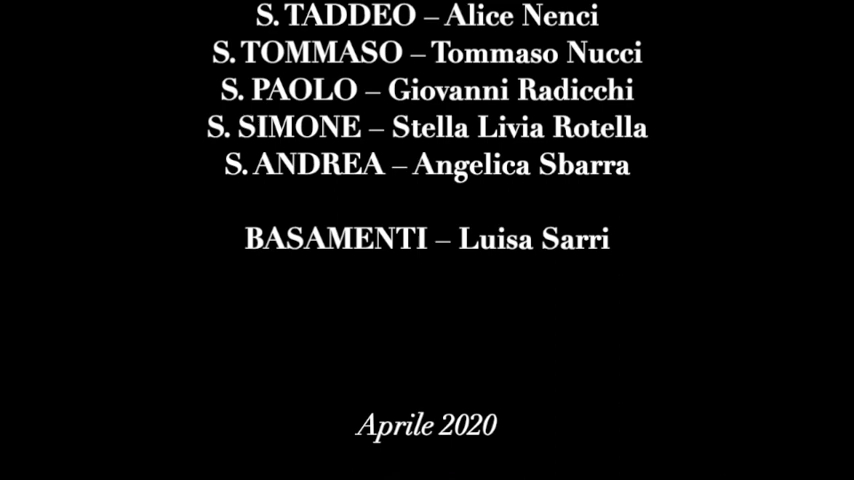 S. TADDEO – Alice Nenci
S. TOMMASO – Tommaso Nucci
S. PAOLO – Giovanni Radicchi
S. SIMONE – Stella Livia Rotella
S. ANDREA – Angelica Sbarra
BASAMENTI – Luisa Sarri
Aprile 2020